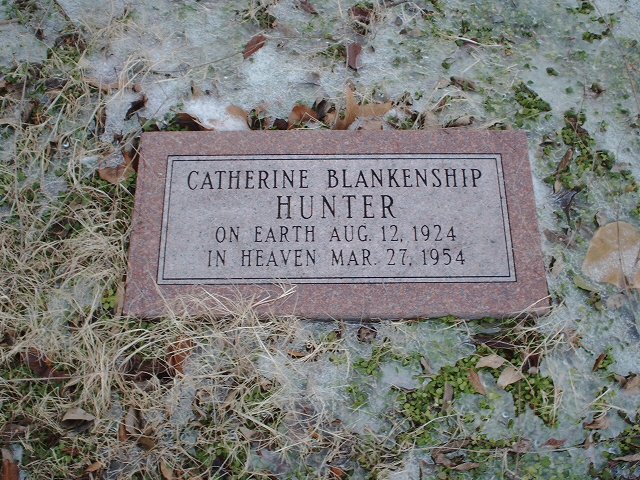 CATHERINE BLANKENSHIP
HUNTER
ON EARTH AUG. 12, 1924
IN HEAVEN MAR. 27, 1954